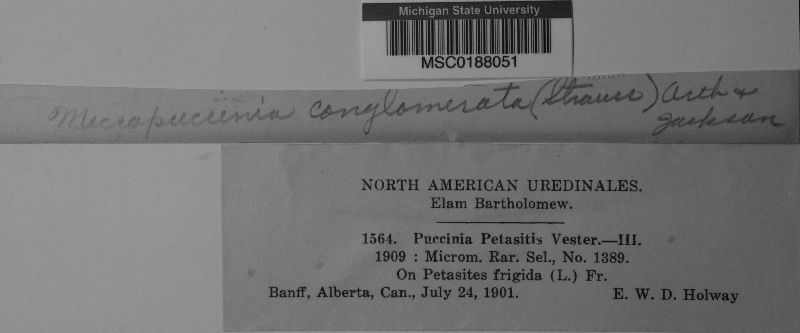 Michigan State University
MSC0188051
Micropuccinia conglomerata (Strauss) Arth &
Jackson
NORTH AMERICAN UREDINALES.
Elam Bartholomew.
1564. Puccinia Petasitis Vester.—III.
1909 : Microm. Rar. Sel., No. 1389.
On Petasites frigida (L.) Fr.
Banff, Alberta, Can., July 24, 1901. E. W. D. Holway